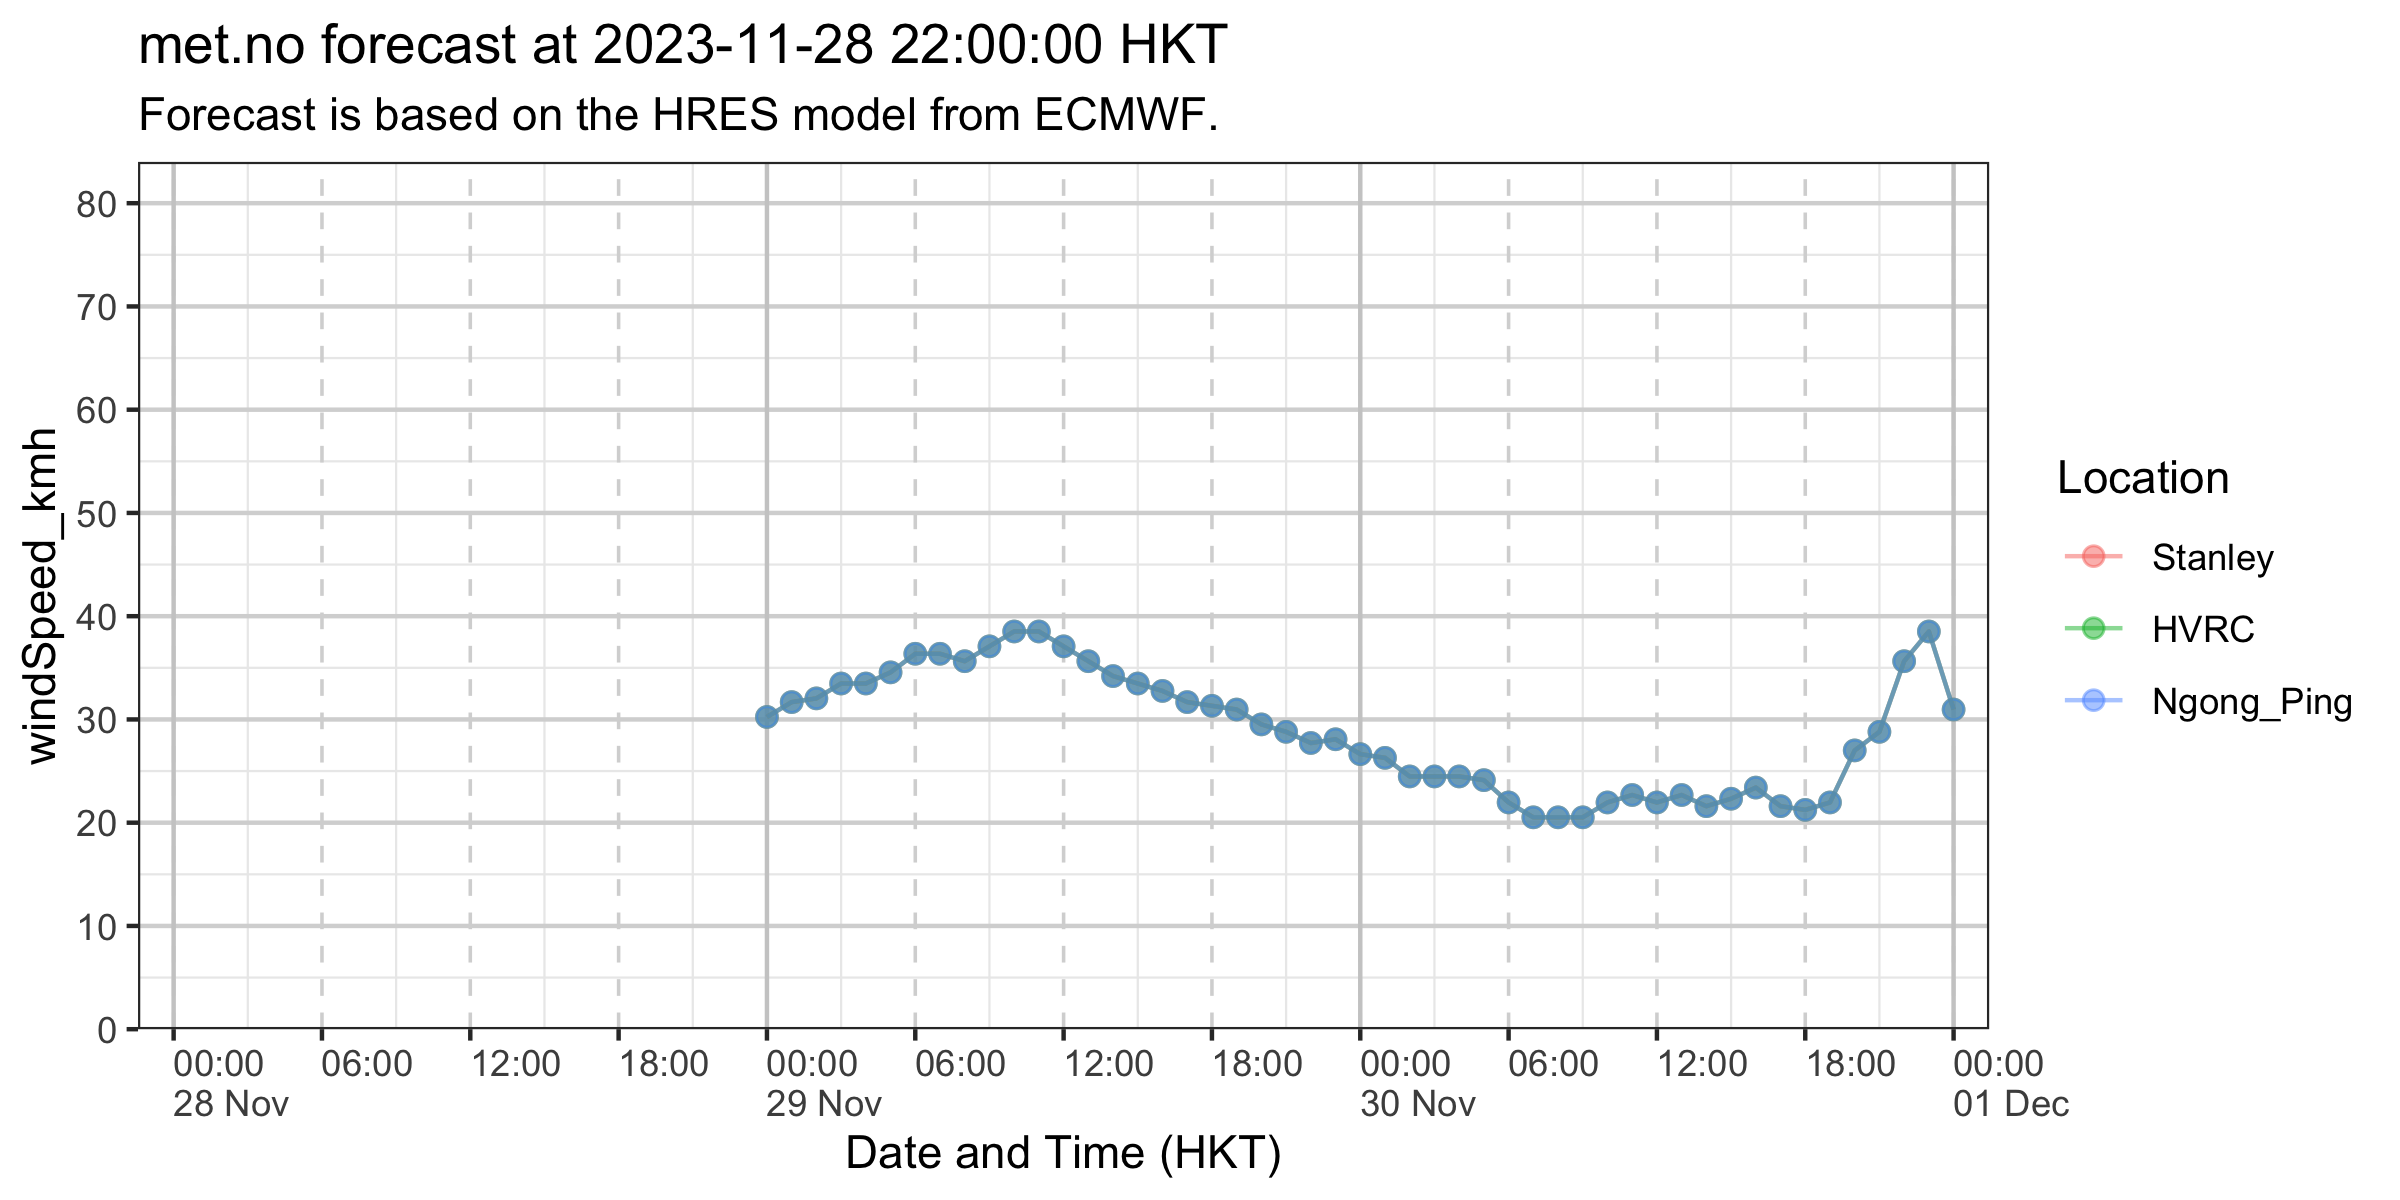 met.no forecast at 2023-11-28 22:00:00 HKT
Forecast is based on the HRES model from ECMWF.
windSpeed_kmh
80
70
60
50
40
30
20
10
0
00:00 06:00 12:00 18:00 00:00 06:00 12:00 18:00 00:00 06:00 12:00 18:00 00:00
28 Nov 29 Nov 30 Nov 01 Dec
Date and Time (HKT)
Location
Stanley
HVRC
Ngong_Ping